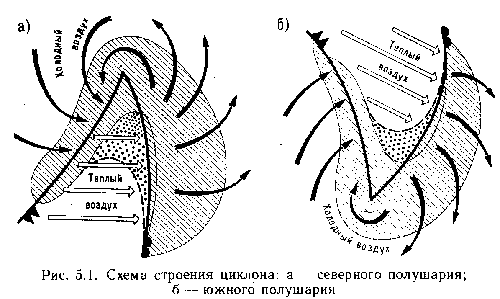 а)
Холодный воздух
Теплый
воздух
б)
Теплый
воздух
Холодный воздух
Рис. 5.1. Схема строения циклона: а северного полушария;
б — южного полушария